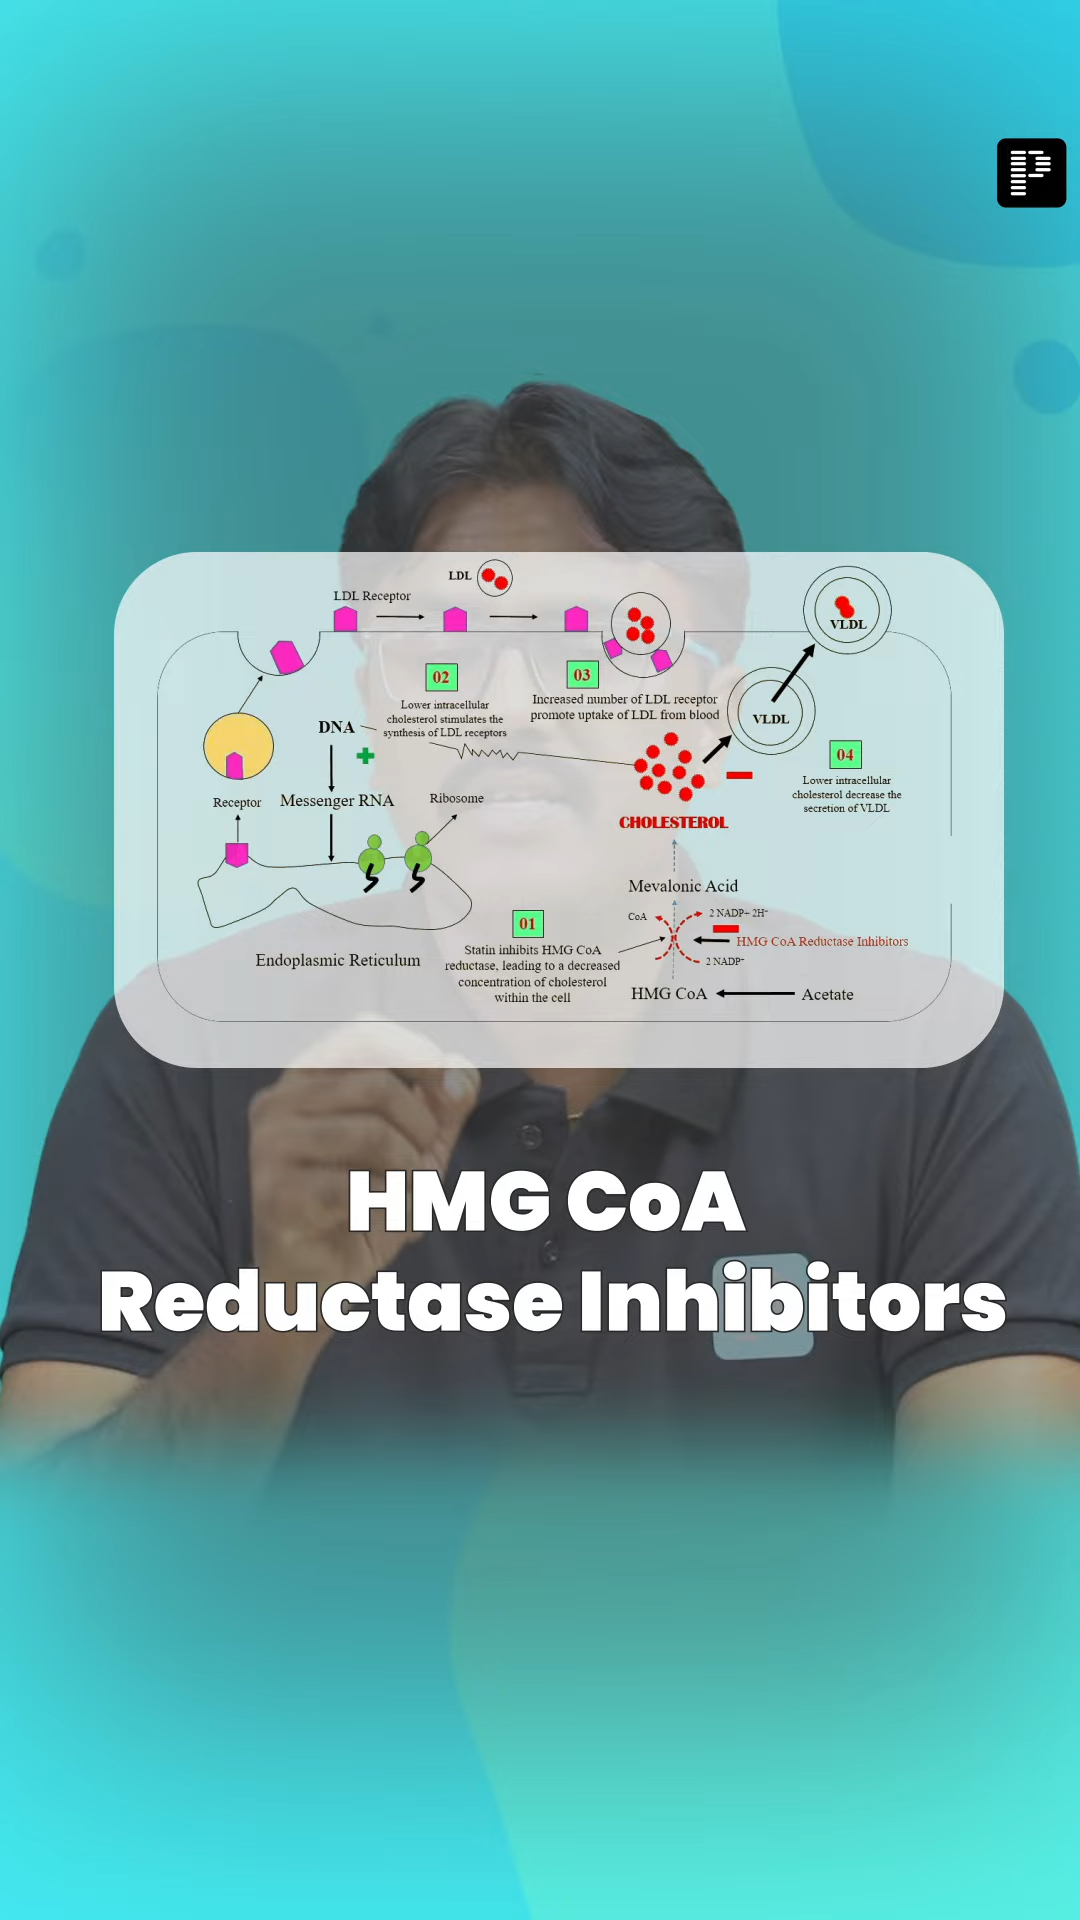 LDL
LDL Receptor
VLDL
02
03
Lower intracellular
cholesterol stimulates the
synthesis of LDL receptors
Increased number of LDL receptor
promote uptake of LDL from blood
VLDL
DNA
04
Lower intracellular
cholesterol decrease the
secretion of VLDL
Receptor
Messenger RNA
Ribosome
CHOLESTEROL
Mevalonic Acid
CoA
2 NADP+ 2H⁺
HMG CoA Reductase Inhibitors
2 NADP⁺
01
Statin inhibits HMG CoA
reductase, leading to a decreased
concentration of cholesterol
within the cell
Endoplasmic Reticulum
HMG CoA
Acetate
HMG CoA
Reductase Inhibitors
P